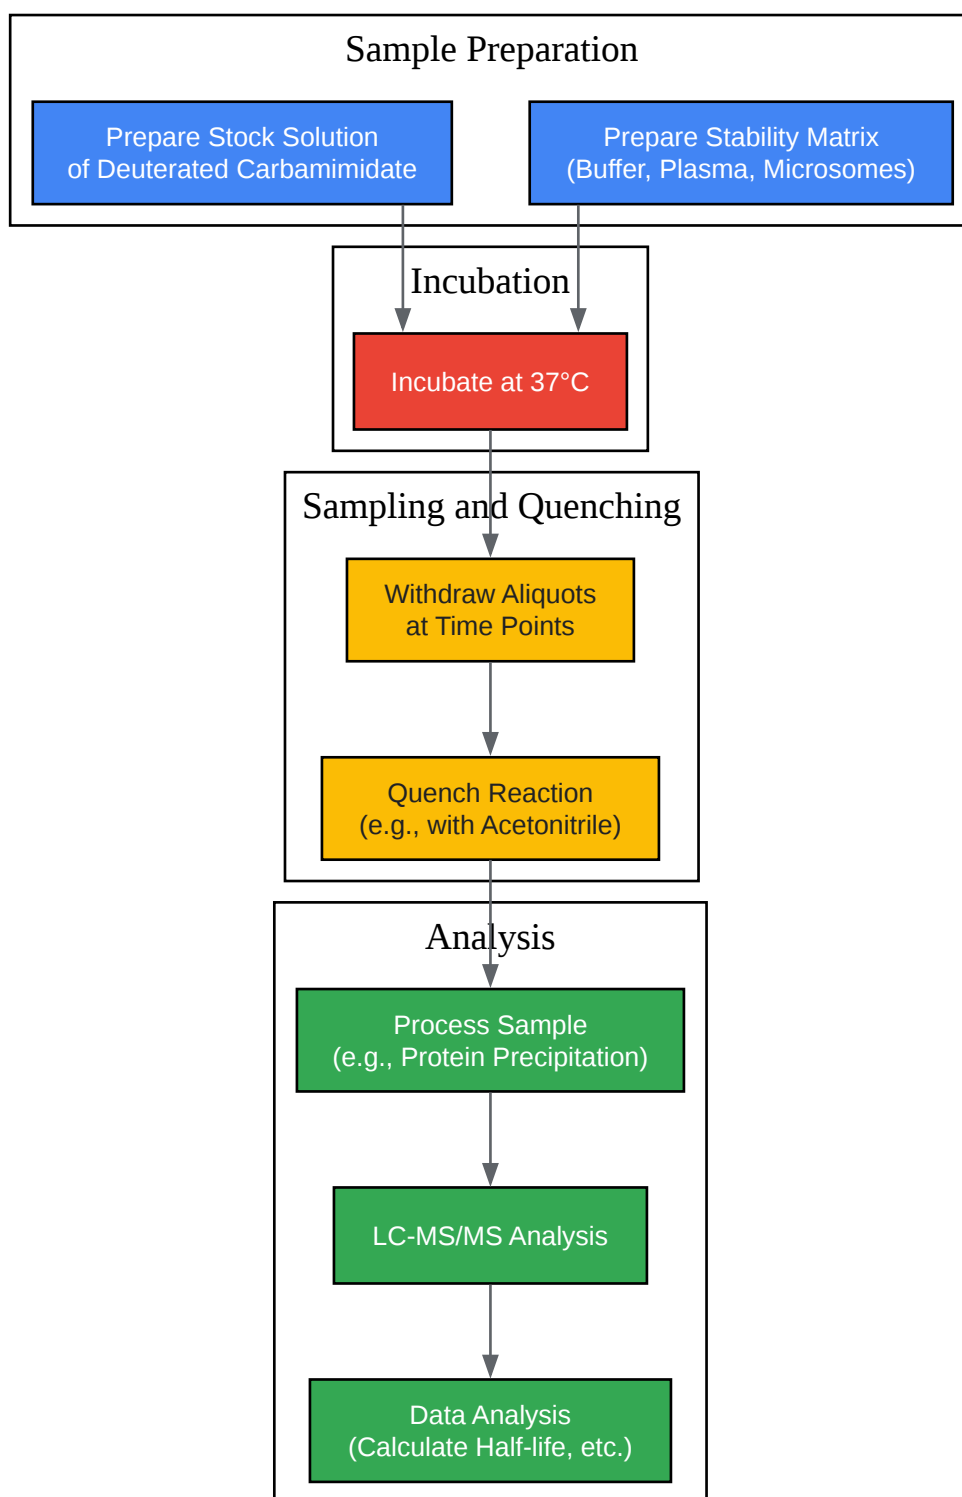 Sample Preparation
Prepare Stock Solution
of Deuterated Carbamimidate
Prepare Stability Matrix
(Buffer, Plasma, Microsomes)
Incubation
Incubate at 37°C
Sampling and Quenching
Withdraw Aliquots
at Time Points
Quench Reaction
(e.g., with Acetonitrile)
Analysis
Process Sample
(e.g., Protein Precipitation)
LC-MS/MS Analysis
Data Analysis
(Calculate Half-life, etc.)